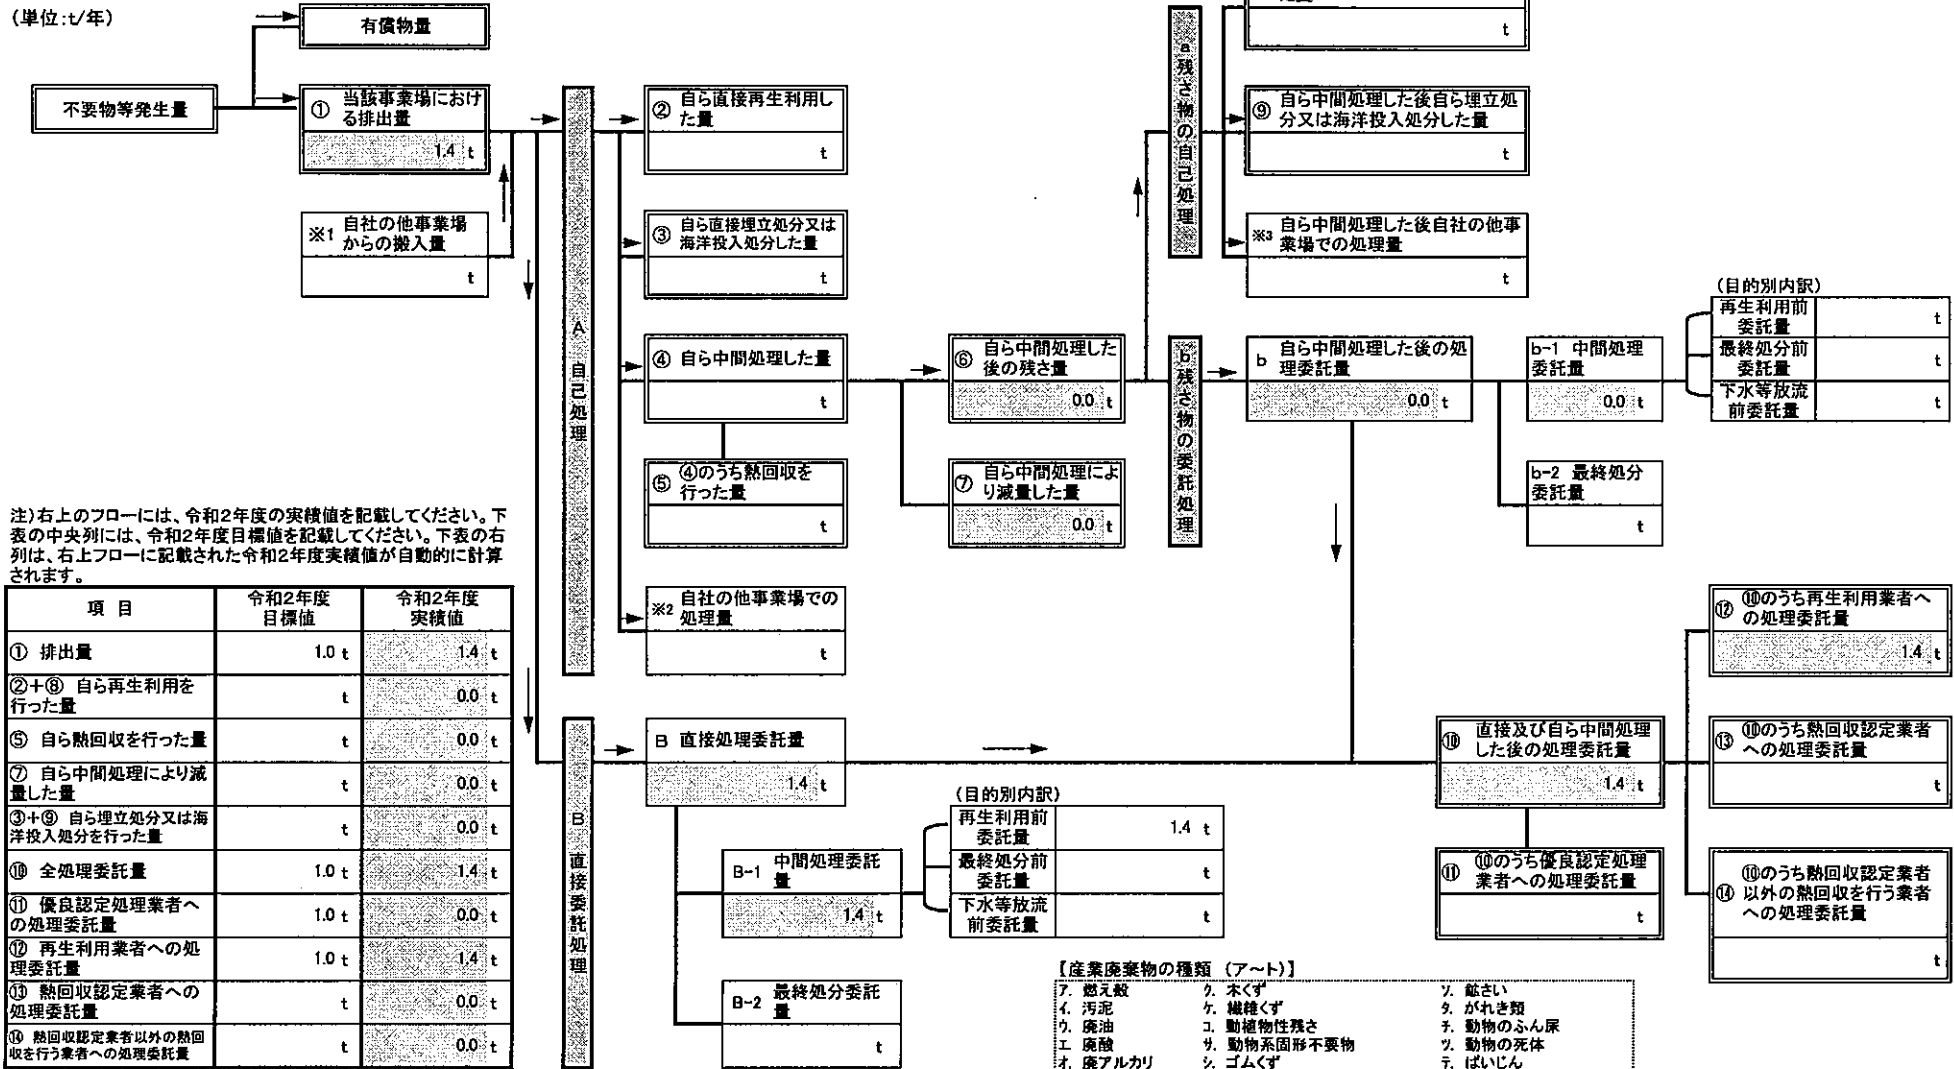 (単位:t/年)
有償物量
不要物等発生量
① 当該事業場におけ
る排出量
1.4 t
※1 自社の他事業場
からの搬入量
t
A 自己処理
② 自ら直接再生利用し
た量
t
③ 自ら直接埋立処分又は
海洋投入処分した量
t
④ 自ら中間処理した量
t
⑤ ④のうち熱回収を
行った量
t
※2 自社の他事業場での
処理量
t
⑥ 自ら中間処理した
後の残さ量
0.0 t
⑦ 自ら中間処理によ
り減量した量
0.0 t
a 残さ物の自己処理
t
⑨ 自ら中間処理した後自ら埋立処
分又は海洋投入処分した量
t
※3 自ら中間処理した後自社の他事
業場での処理量
t
b 残さ物の委託処理
b 自ら中間処理した後の処
理委託量
0.0 t
b-1 中間処理
委託量
0.0 t
(目的別内訳)
再生利用前
委託量 t
最終処分前
委託量 t
下水等放流
前委託量 t
b-2 最終処分
委託量
t
注)右上のフローには、令和2年度の実績値を記載してください。下
表の中央列には、令和2年度目標値を記載してください。下表の右
列は、右上フローに記載された令和2年度実績値が自動的に計算
されます。
項 目 令和2年度 目標値 令和2年度 実績値
① 排出量 1.0 t 1.4 t
②+⑧ 自ら再生利用を
行った量 t 0.0 t
⑤ 自ら熱回収を行った量 t 0.0 t
⑦ 自ら中間処理により減
量した量 t 0.0 t
③+⑨ 自ら埋立処分又は海
洋投入処分を行った量 t 0.0 t
⑩ 全処理委託量 1.0 t 1.4 t
⑪ 優良認定処理業者へ
の処理委託量 1.0 t 0.0 t
⑫ 再生利用業者への処
理委託量 1.0 t 1.4 t
⑬ 熱回収認定業者への
処理委託量 t 0.0 t
⑭ 熱回収認定業者以外の熱回
収を行う業者への処理委託量 t 0.0 t
B 直接委託処理
B 直接処理委託量
1.4 t
B-1 中間処理委託
量
1.4 t
(目的別内訳)
再生利用前
委託量 1.4 t
最終処分前
委託量 t
下水等放流
前委託量 t
B-2 最終処分委託
量
t
⑩ 直接及び自ら中間処理
した後の処理委託量
1.4 t
⑪ ⑩のうち優良認定処理
業者への処理委託量
t
⑫ ⑩のうち再生利用業者へ
の処理委託量
1.4 t
⑬ ⑩のうち熱回収認定業者
への処理委託量
t
⑭ ⑩のうち熱回収認定業者
以外の熱回収を行う業者
への処理委託量
t
【産業廃棄物の種類 (ア〜ト)】
ア. 燃え殻 ク. 木くず ソ. 鉱さい
イ. 汚泥 ケ. 繊維くず タ. がれき類
ウ. 廃油 コ. 動植物性残さ チ. 動物のふん尿
エ 廃酸 サ. 動物系固形不要物 ツ. 動物の死体
オ. 廃アルカリ シ. ゴムくず テ. ばいじん